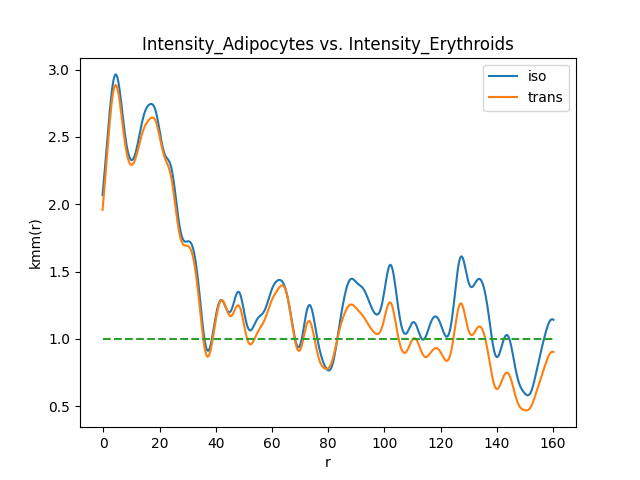 Intensity_Adipocytes vs. Intensity_Erythroids
iso
trans
kmm(r)
3.0
2.5
2.0
1.5
1.0
0.5
0 20 40 60 80 100 120 140 160
r